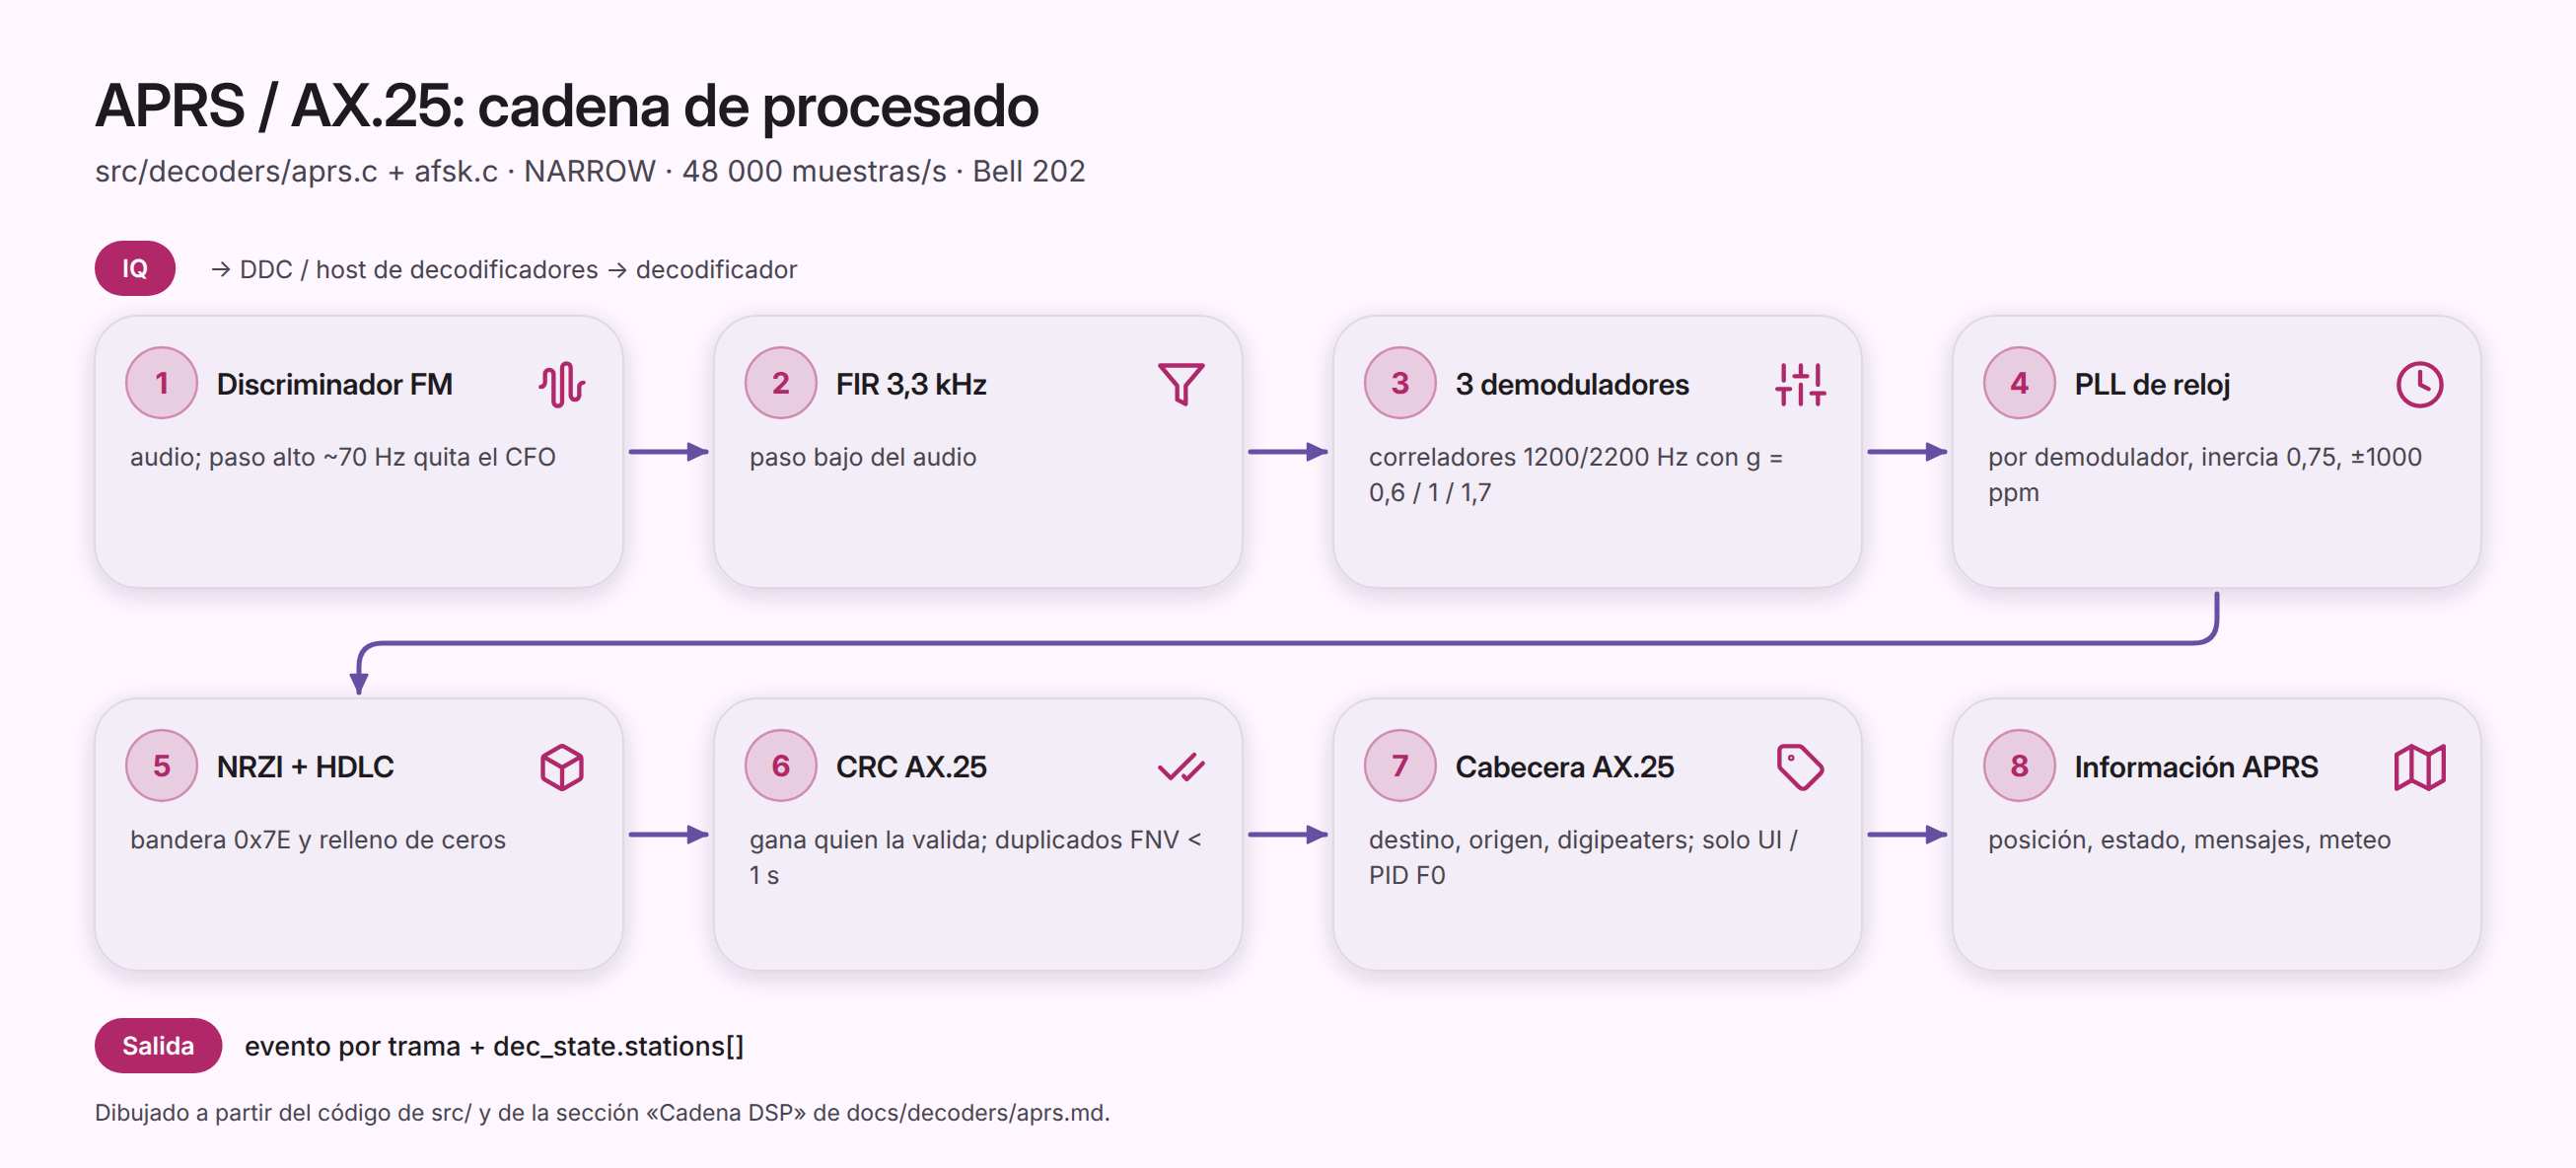 APRS / AX.25: cadena de procesado
src/decoders/aprs.c + afsk.c · NARROW · 48 000 muestras/s · Bell 202
IQ → DDC / host de decodificadores → decodificador
1 Discriminador FM
audio; paso alto ~70 Hz quita el CFO
2 FIR 3,3 kHz
paso bajo del audio
3 3 demoduladores
correladores 1200/2200 Hz con g =
0,6 / 1 / 1,7
4 PLL de reloj
por demodulador, inercia 0,75, ±1000
ppm
5 NRZI + HDLC
bandera 0x7E y relleno de ceros
6 CRC AX.25
gana quien la valida; duplicados FNV <
1 s
7 Cabecera AX.25
destino, origen, digipeaters; solo UI /
PID F0
8 Información APRS
posición, estado, mensajes, meteo
Salida evento por trama + dec_state.stations[]
Dibujado a partir del código de src/ y de la sección «Cadena DSP» de docs/decoders/aprs.md.